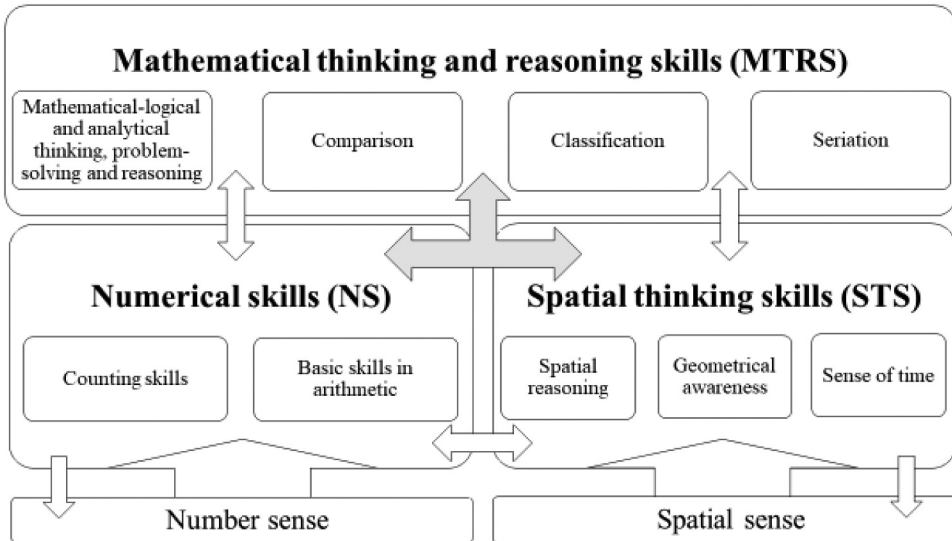 Mathematical thinking and reasoning skills (MTRS)
Mathematical-logical
and analytical
thinking, problem-
solving and reasoning
Comparison
Classification
Seriation
Numerical skills (NS)
Counting skills
Basic skills in
arithmetic
Spatial thinking skills (STS)
Spatial
reasoning
Geometrical
awareness
Sense of time
Number sense
Spatial sense